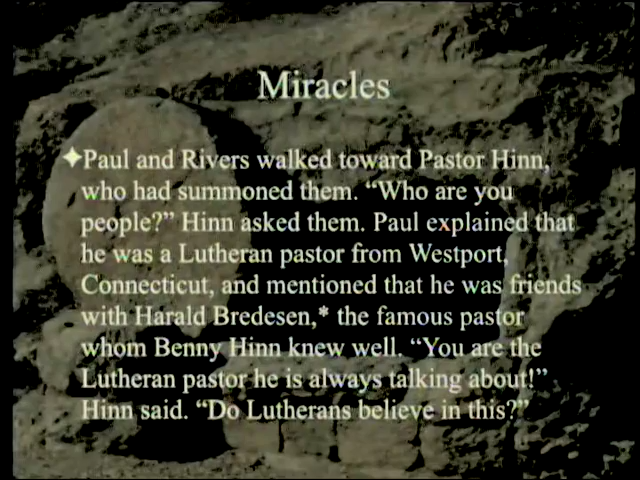 Miracles
✦Paul and Rivers walked toward Pastor Hinn,
who had summoned them. “Who are you
people?” Hinn asked them. Paul explained that
he was a Lutheran pastor from Westport,
Connecticut, and mentioned that he was friends
with Harald Bredesen,* the famous pastor
whom Benny Hinn knew well. “You are the
Lutheran pastor he is always talking about!”
Hinn said. “Do Lutherans believe in this?”